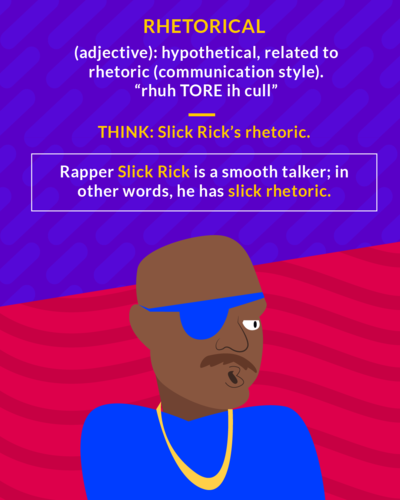 RHETORICAL
(adjective): hypothetical, related to
rhetoric (communication style).
“rhuh TORE ih cull”
THINK: Slick Rick’s rhetoric.
Rapper Slick Rick is a smooth talker; in
other words, he has slick rhetoric.